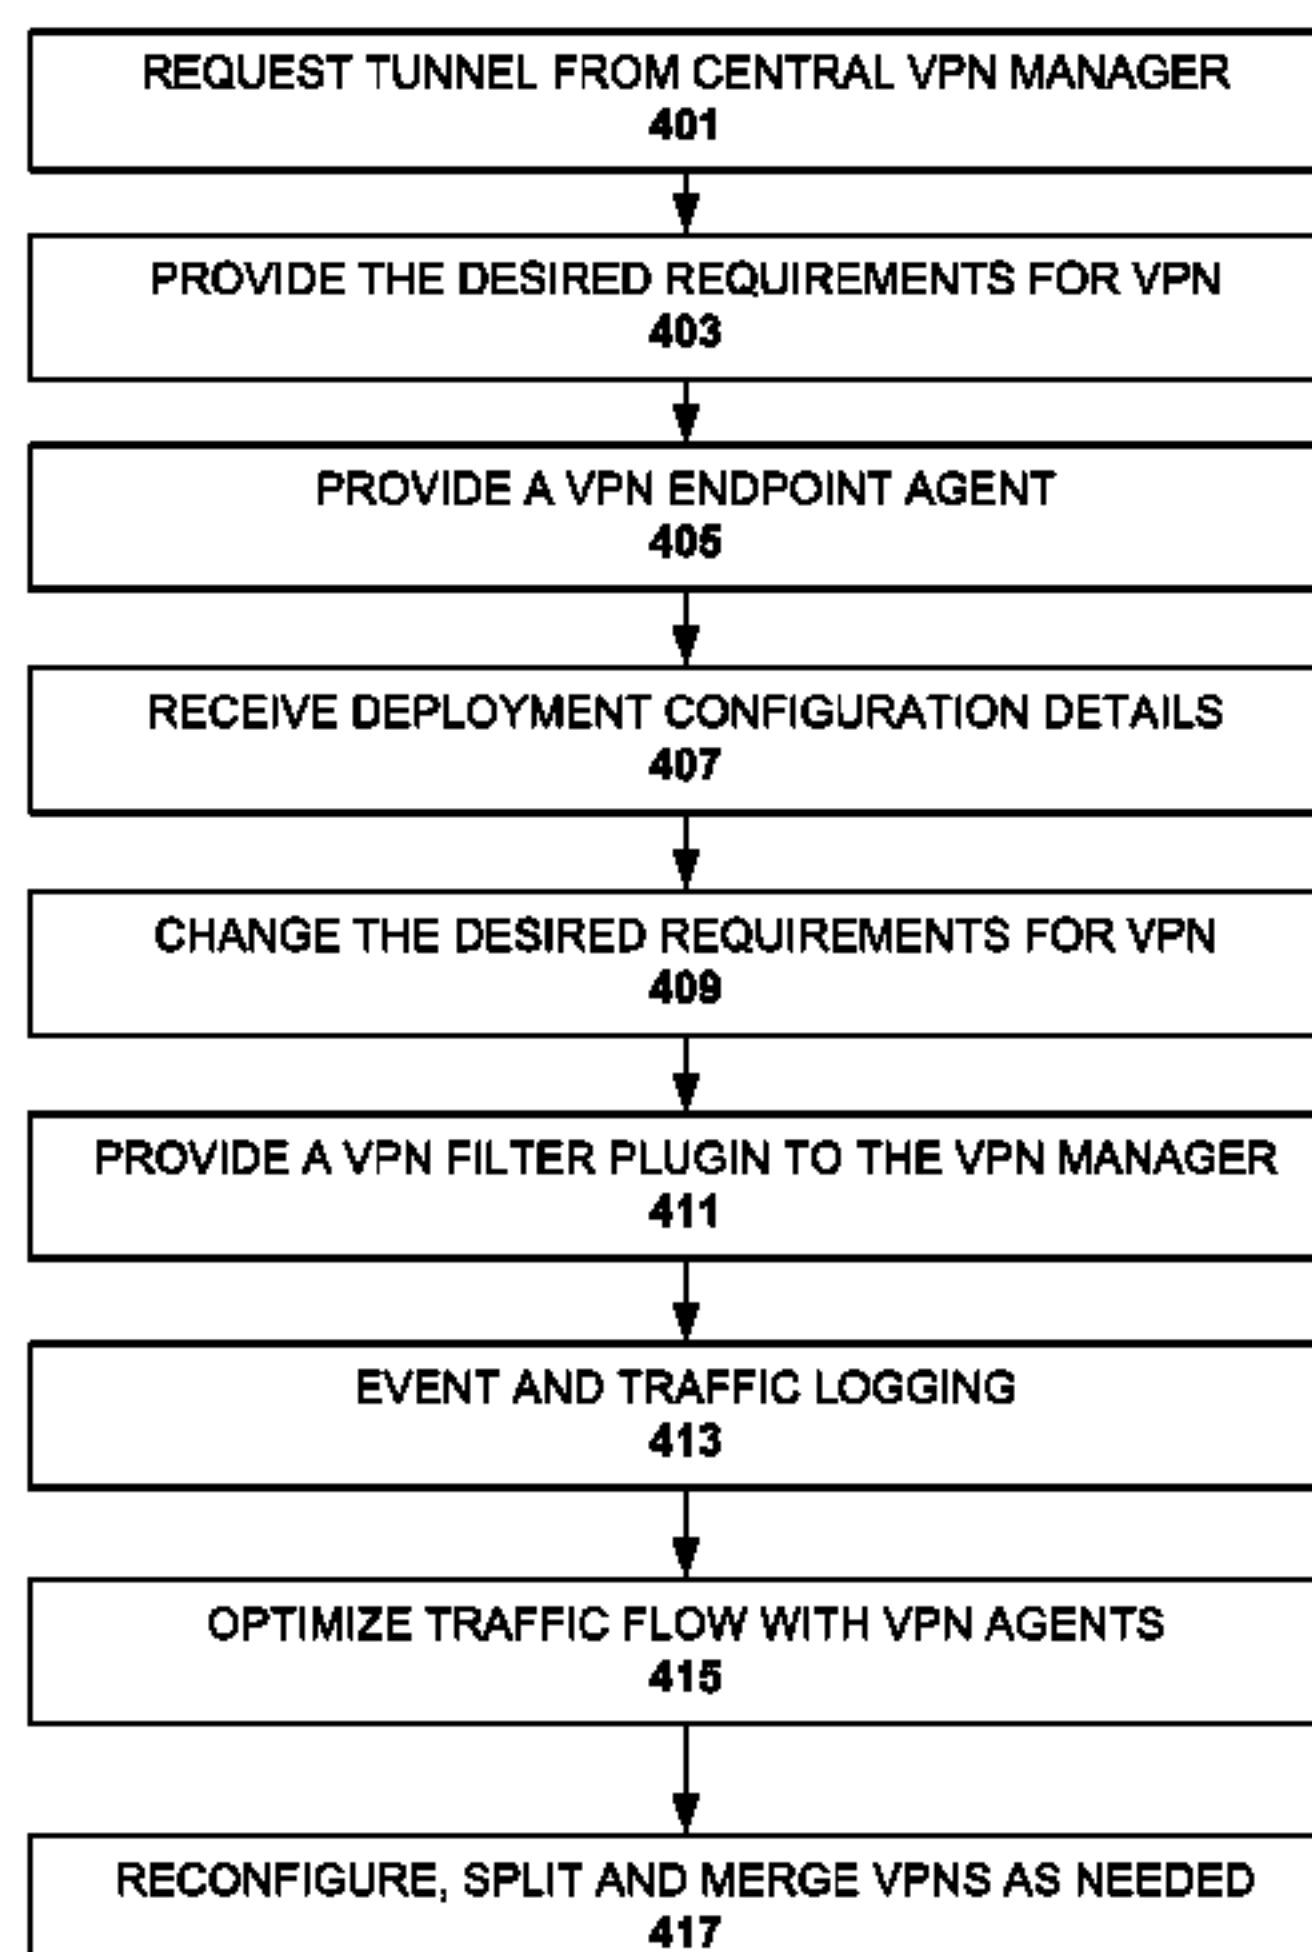 REQUEST TUNNEL FROM CENTRAL VPN MANAGER
401
PROVIDE THE DESIRED REQUIREMENTS FOR VPN
403
PROVIDE A VPN ENDPOINT AGENT
405
RECEIVE DEPLOYMENT CONFIGURATION DETAILS
407
CHANGE THE DESIRED REQUIREMENTS FOR VPN
409
PROVIDE A VPN FILTER PLUGIN TO THE VPN MANAGER
411
EVENT AND TRAFFIC LOGGING
413
OPTIMIZE TRAFFIC FLOW WITH VPN AGENTS
415
RECONFIGURE, SPLIT AND MERGE VPNS AS NEEDED
417